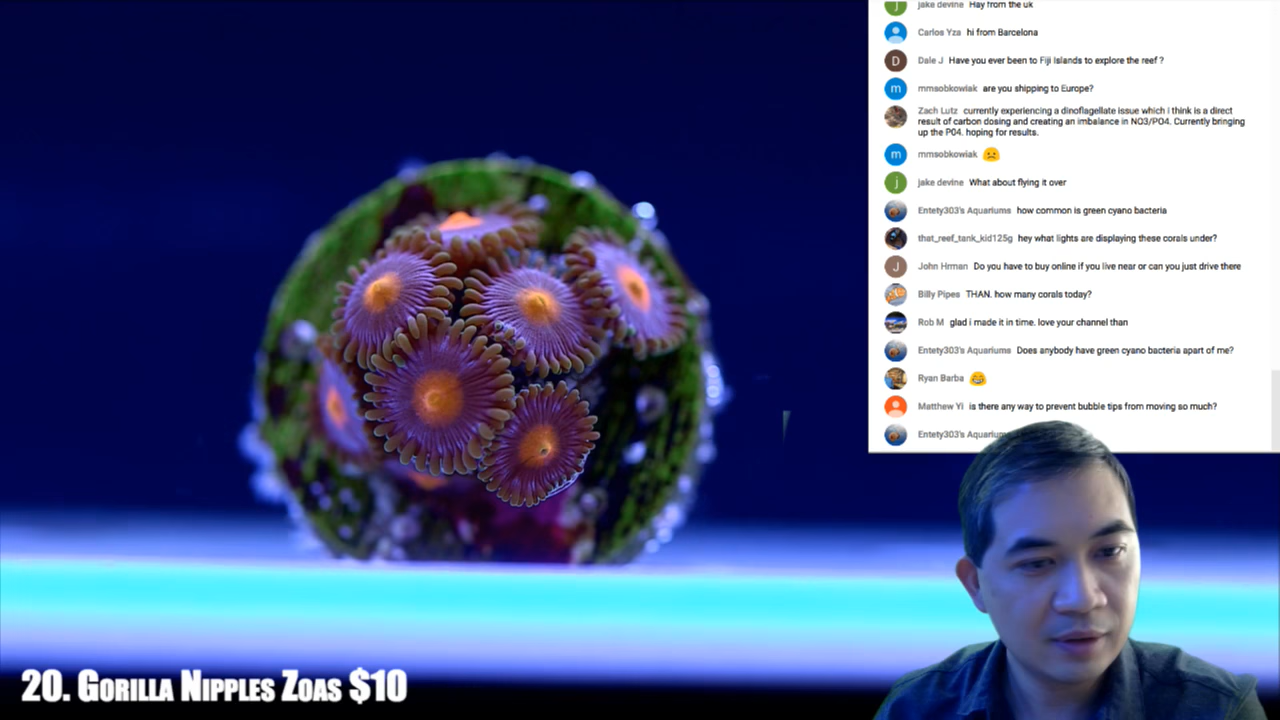 j jake devine Hay from the uk
Carlos Yza hi from Barcelona
D Dale J Have you ever been to Fiji Islands to explore the reef ?
m mmsobkowiak are you shipping to Europe?
Zach Lutz currently experiencing a dinoflagellate issue which i think is a direct
result of carbon dosing and creating an imbalance in NO3/PO4. Currently bringing
up the P04. hoping for results.
m mmsobkowiak ☹️
j jake devine What about flying it over
Entety303's Aquariums how common is green cyano bacteria
that_reef_tank_kid125g hey what lights are displaying these corals under?
J John Hrman Do you have to buy online if you live near or can you just drive there
Billy Pipes THAN. how many corals today?
Rob M glad i made it in time. love your channel than
Entety303's Aquariums Does anybody have green cyano bacteria apart of me?
Ryan Barba 😂
Matthew Yi is there any way to prevent bubble tips from moving so much?
Entety303's Aquariums
20. Gorilla Nipples Zoas $10